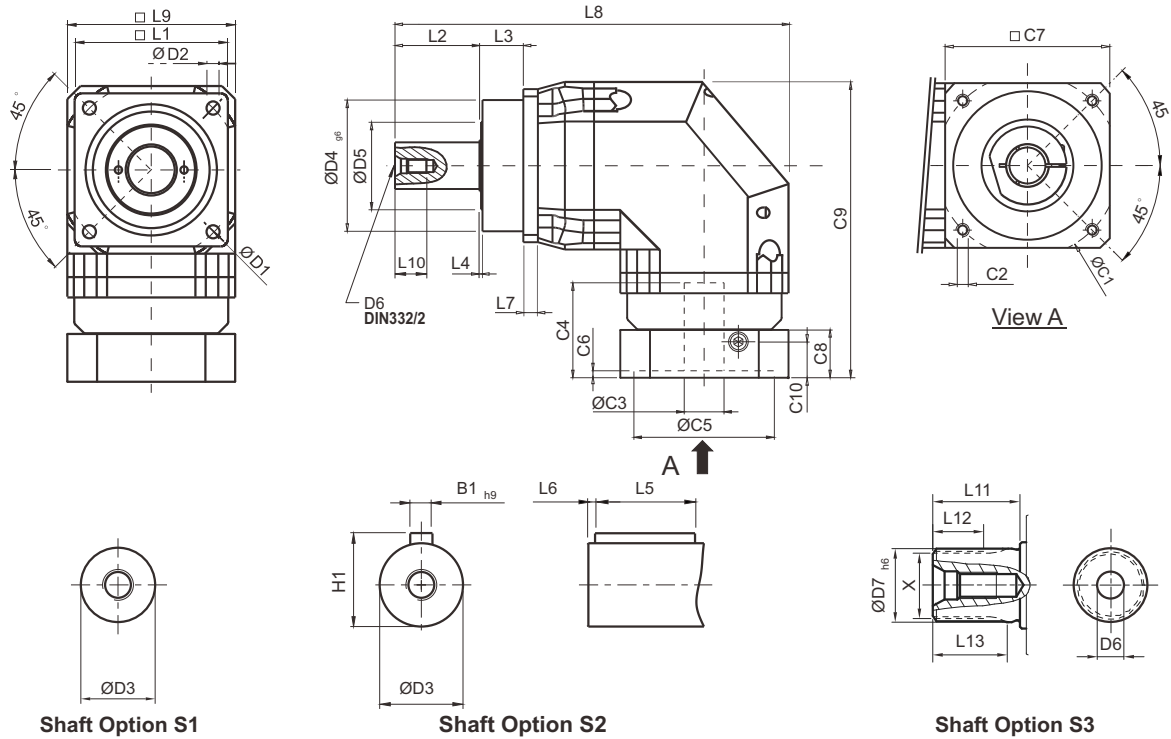 □ L9
□ L1
Ø D2
45°
45°
ØD1
L8
L2
L3
ØD4 g6
ØD5
L10
L4
D6
DIN332/2
L7
C4
C6
ØC3
ØC5
A
C8
C10
C9
□ C7
45
45°
ØC1
C2
View A
ØD3
Shaft Option S1
B1 h9
H1
ØD3
L6
L5
Shaft Option S2
L11
L12
ØD7 h6
X
L13
D6
Shaft Option S3